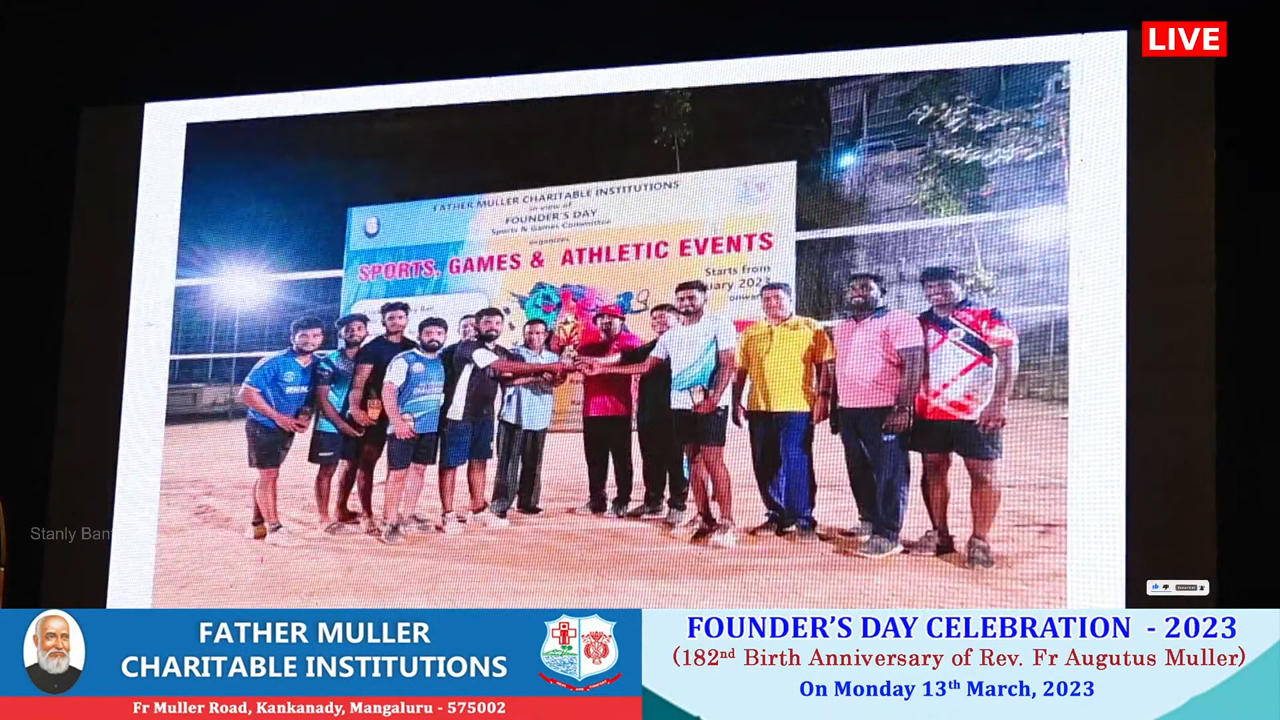 LIVE
FATHER MULLER CHARITABLE INSTITUTIONS
in view of
FOUNDER'S DAY
Sports & Games Committee
organizes
SPORTS, GAMES & ATHLETIC EVENTS
Starts from
Stanly
FATHER MULLER
CHARITABLE INSTITUTIONS
Fr Muller Road, Kankanady, Mangaluru - 575002
FOUNDER'S DAY CELEBRATION - 2023
(182nd Birth Anniversary of Rev. Fr Augutus Muller)
On Monday 13th March, 2023